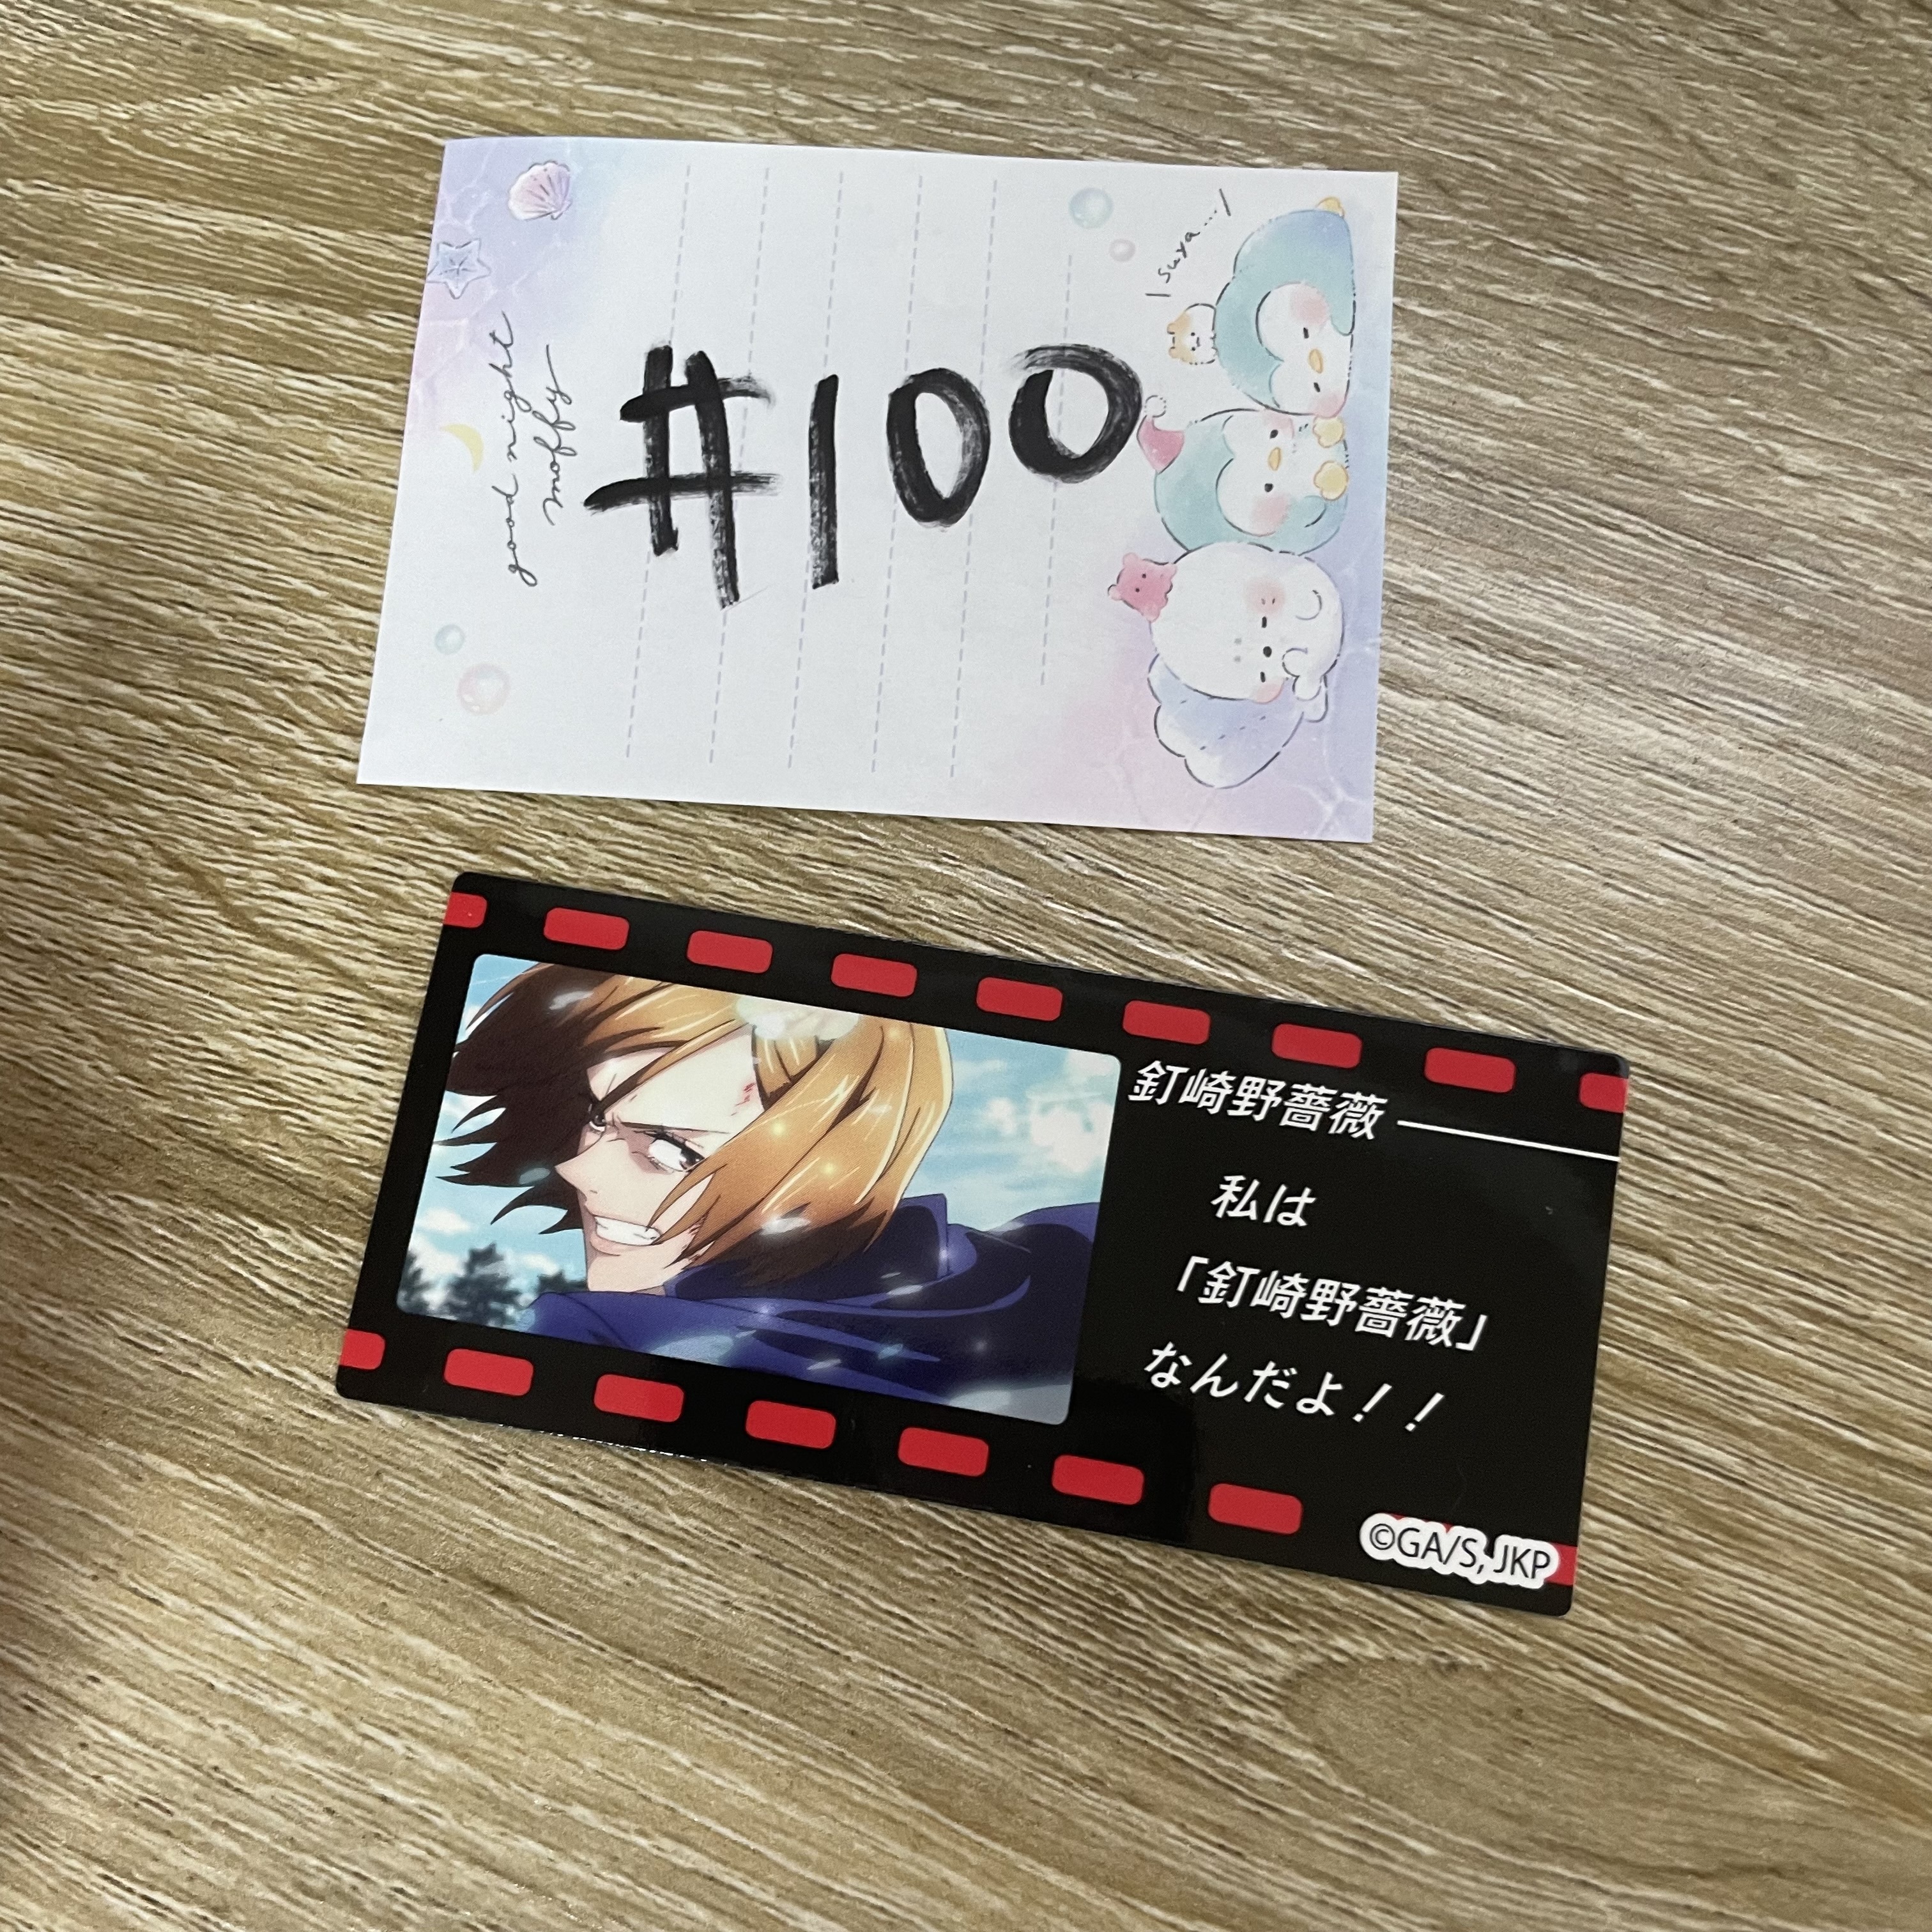 good night
moffy
suya...
#100
釘崎野薔薇
私は
「釘崎野薔薇」
なんだよ！！
©GA/S, JKP